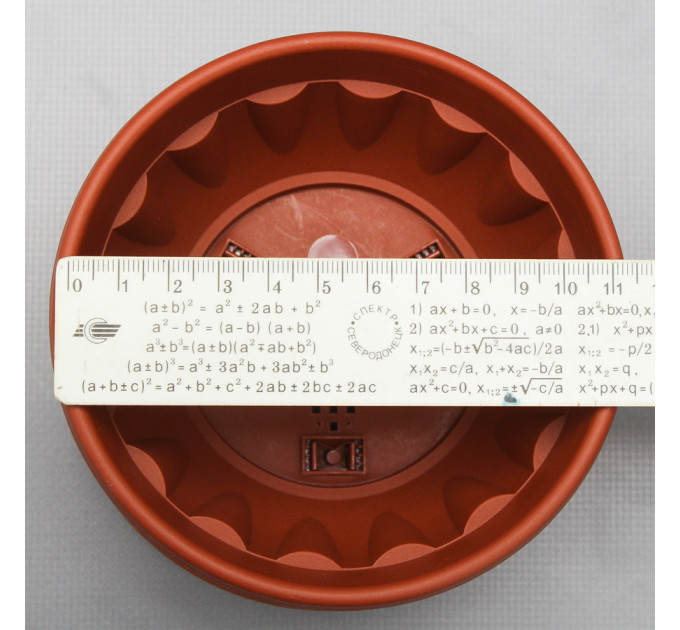 0 1 2 3 4 5 6 7 8 9 10 11
(a±b)² = a² ± 2ab + b²
a² – b² = (a–b) (a+b)
a³±b³=(a±b)(a²∓ab+b²)
(a±b)³=a³±3a²b+3ab²±b³
(a+b±c)²=a²+b²+c²+2ab±2bc±2ac
•СПЕКТР•
СЕВЕРОДОНЕЦК
1) ax+b=0, x=-b/a ax²+bx=0,x
2) ax²+bx+c=0, a≠0 2,1) x²+px
x₁;₂=(-b±√b²-4ac)/2a x₁;₂ = -p/2
x₁x₂=c/a, x₁+x₂=-b/a x₁x₂=q,
ax²+c=0, x₁;₂=±√-c/a x²+px+q=(